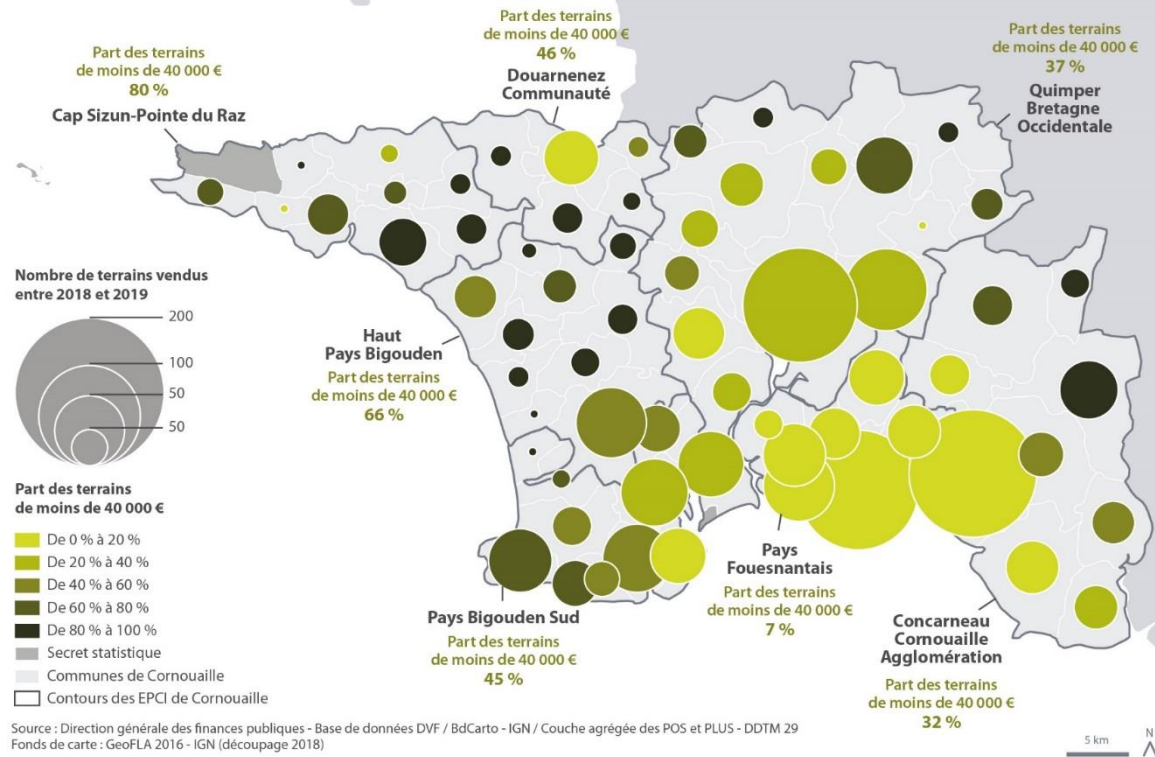 Part des terrains
de moins de 40 000 €
80 %
Cap Sizun-Pointe du Raz
Part des terrains
de moins de 40 000 €
46 %
Douarnenez
Communauté
Part des terrains
de moins de 40 000 €
37 %
Quimper
Bretagne
Occidentale
Nombre de terrains vendus
entre 2018 et 2019
200
100
50
50
Haut
Pays Bigouden
Part des terrains
de moins de 40 000 €
66 %
Part des terrains
de moins de 40 000 €
De 0 % à 20 %
De 20 % à 40 %
De 40 % à 60 %
De 60 % à 80 %
De 80 % à 100 %
Secret statistique
Communes de Cornouaille
Contours des EPCI de Cornouaille
Pays Bigouden Sud
Part des terrains
de moins de 40 000 €
45 %
Pays
Fouesnantais
Part des terrains
de moins de 40 000 €
7 %
Concarneau
Cornouaille
Agglomération
Part des terrains
de moins de 40 000 €
32 %
Source : Direction générale des finances publiques - Base de données DVF / BdCarto - IGN / Couche agrégée des POS et PLUS - DDTM 29
Fonds de carte : GeoFLA 2016 - IGN (découpage 2018)
5 km
N